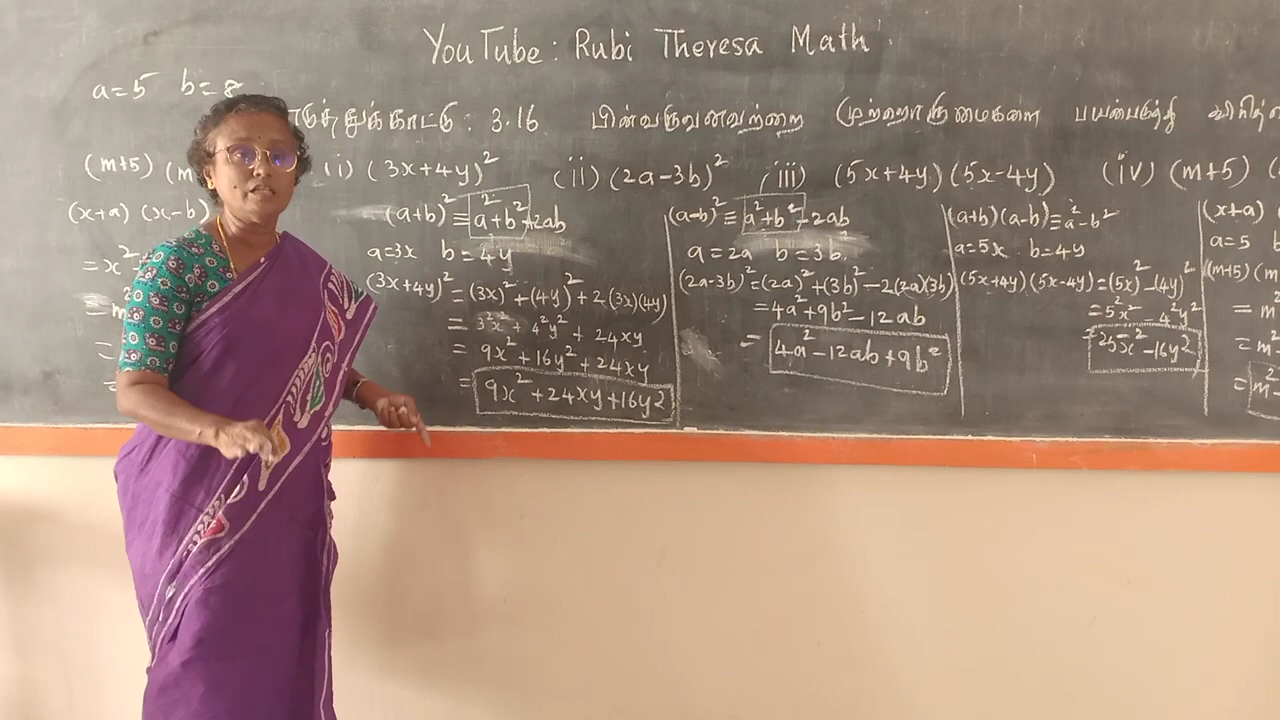 YouTube: Rubi Theresa Math
a=5 b=8
3.16 பின்வருவனவற்றை முற்றொருமைகளை பயன்படுத்தி
(m+5) (m
(i) (3x+4y)²
(ii) (2a-3b)²
(iii) (5x+4y) (5x-4y)
(iv) (m+5) (
(x+a) (x-b)
= x²
= m
=
(a+b)² ≡ a²+b²+2ab
a=3x b=4y
(3x+4y)² = (3x)²+(4y)²+2(3x)(4y)
= 3²x² + 4²y² + 24xy
= 9x² + 16y² + 24xy
= 9x²+24xy+16y2
(a-b)² ≡ a²+b²-2ab
a=2a b=3b
(2a-3b)²=(2a)²+(3b)²-2(2a)(3b)
=4a²+9b²-12ab
= 4a²-12ab+9b²
(a+b)(a-b)≡a²-b²
a=5x b=4y
(5x+4y)(5x-4y)=(5x)²-(4y)²
=5²x²-4²y²
=25x²-16y2
(x+a)
a=5 b
(m+5)(m
= m²
= m²
= m²-